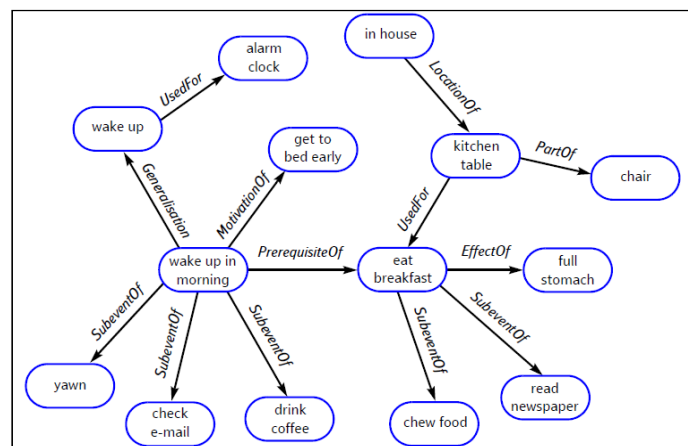 in house
alarm
clock
UsedFor
LocationOf
wake up
get to
bed early
kitchen
table
PartOf
chair
Generalisation
MotivationOf
UsedFor
wake up in
morning
PrerequisiteOf
eat
breakfast
EffectOf
full
stomach
SubeventOf
SubeventOf
SubeventOf
SubeventOf
SubeventOf
yawn
check
e-mail
drink
coffee
chew food
read
newspaper